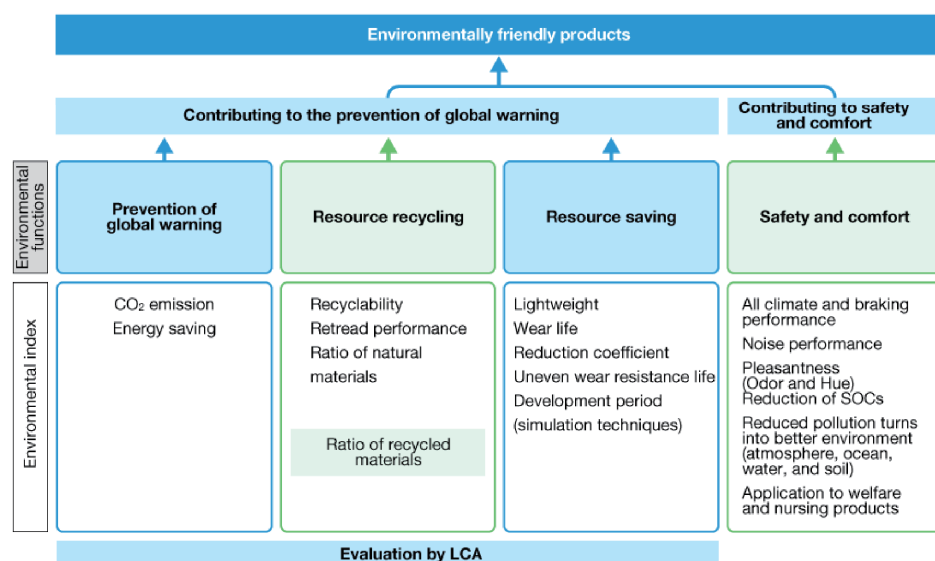 Environmentally friendly products
Contributing to the prevention of global warning
Contributing to safety
and comfort
Environmental
functions
Prevention of
global warning
Resource recycling
Resource saving
Safety and comfort
Environmental index
CO₂ emission
Energy saving
Recyclability
Retread performance
Ratio of natural
materials
Ratio of recycled
materials
Lightweight
Wear life
Reduction coefficient
Uneven wear resistance life
Development period
(simulation techniques)
All climate and braking
performance
Noise performance
Pleasantness
(Odor and Hue)
Reduction of SOCs
Reduced pollution turns
into better environment
(atmosphere, ocean,
water, and soil)
Application to welfare
and nursing products
Evaluation by LCA